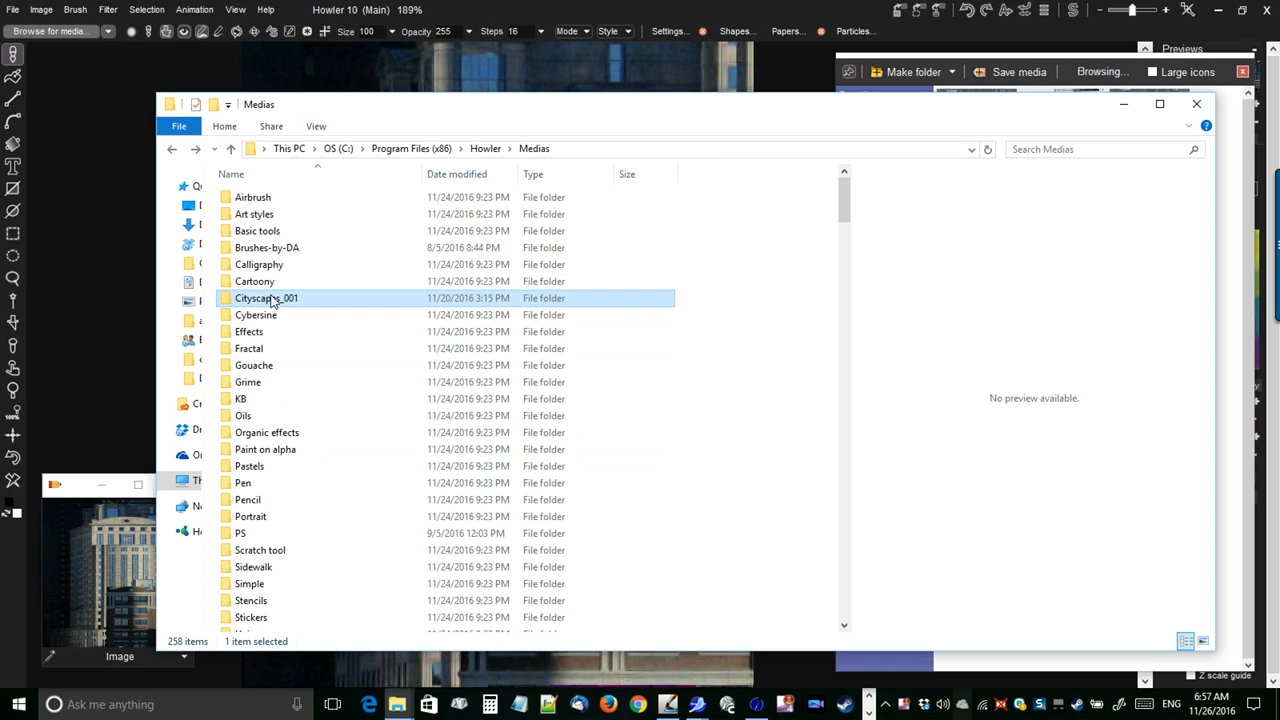 File Image Brush Filter Selection Animation View Help Howler 10 (Main) 189%
Browse for media... Size 100 Opacity 255 Steps 16 Mode Style Settings... Shapes... Papers... Particles...
Previews
Make folder Save media Browsing... Large icons
Medias
File Home Share View
This PC > OS (C:) > Program Files (x86) > Howler > Medias
Search Medias
Name Date modified Type Size
Airbrush 11/24/2016 9:23 PM File folder
Art styles 11/24/2016 9:23 PM File folder
Basic tools 11/24/2016 9:23 PM File folder
Brushes-by-DA 8/5/2016 8:44 PM File folder
Calligraphy 11/24/2016 9:23 PM File folder
Cartoony 11/24/2016 9:23 PM File folder
Cityscapes_001 11/20/2016 3:15 PM File folder
Cybersine 11/24/2016 9:23 PM File folder
Effects 11/24/2016 9:23 PM File folder
Fractal 11/24/2016 9:23 PM File folder
Gouache 11/24/2016 9:23 PM File folder
Grime 11/24/2016 9:23 PM File folder
KB 11/24/2016 9:23 PM File folder
Oils 11/24/2016 9:23 PM File folder
Organic effects 11/24/2016 9:23 PM File folder
Paint on alpha 11/24/2016 9:23 PM File folder
Pastels 11/24/2016 9:23 PM File folder
Pen 11/24/2016 9:23 PM File folder
Pencil 11/24/2016 9:23 PM File folder
Portrait 11/24/2016 9:23 PM File folder
PS 9/5/2016 12:03 PM File folder
Scratch tool 11/24/2016 9:23 PM File folder
Sidewalk 11/24/2016 9:23 PM File folder
Simple 11/24/2016 9:23 PM File folder
Stencils 11/24/2016 9:23 PM File folder
Stickers 11/24/2016 9:23 PM File folder
No preview available.
258 items 1 item selected
Image
100%
See guide scale
Ask me anything
ENG
6:57 AM
11/26/2016